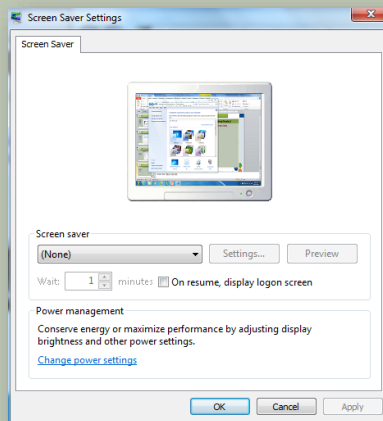 Screen Saver Settings
Screen Saver
Screen saver
(None)
Settings...
Preview
Wait:
1
minutes
On resume, display logon screen
Power management
Conserve energy or maximize performance by adjusting display
brightness and other power settings.
Change power settings
OK
Cancel
Apply